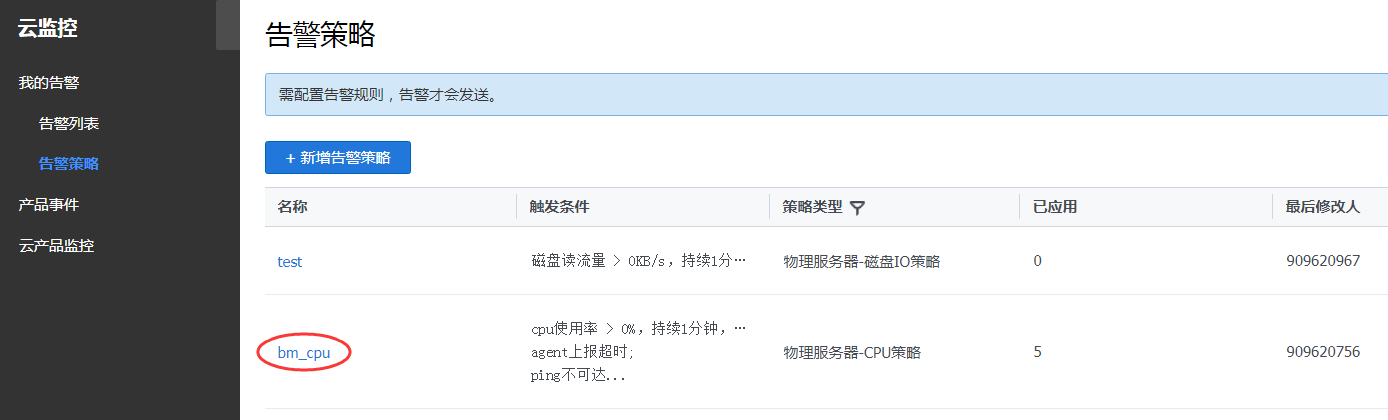 云监控
我的告警
告警列表
告警策略
产品事件
云产品监控
告警策略
需配置告警规则，告警才会发送。
+ 新增告警策略
名称 触发条件 策略类型 已应用 最后修改人
test 磁盘读流量 > 0KB/s，持续1分… 物理服务器-磁盘IO策略 0 909620967
cpu使用率 > 0%，持续1分钟，…
bm_cpu agent上报超时； 物理服务器-CPU策略 5 909620756
ping不可达...